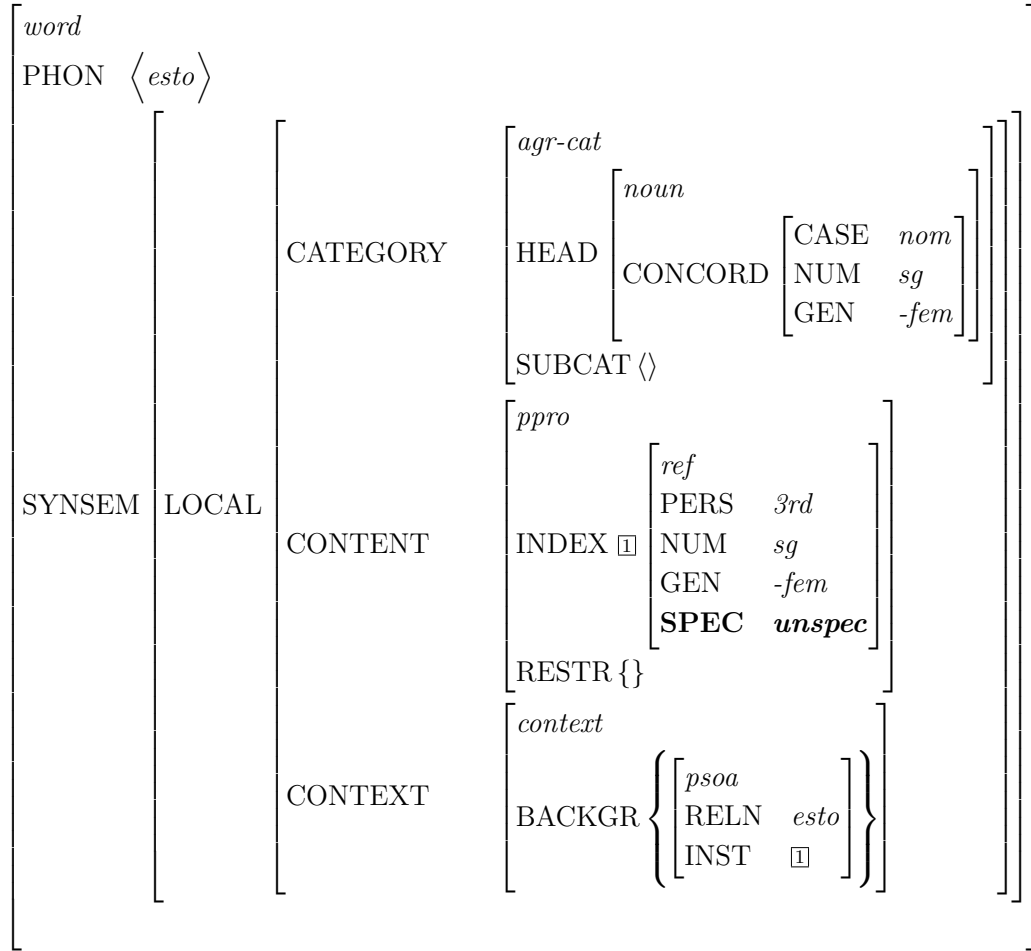 word
PHON ⟨esto⟩
agr-cat
noun
CASE nom
CATEGORY HEAD CONCORD NUM sg
GEN -fem
SUBCAT ⟨⟩
ppro
ref
SYNSEM LOCAL PERS 3rd
CONTENT INDEX 1 NUM sg
GEN -fem
SPEC unspec
RESTR {}
context
psoa
CONTEXT BACKGR { RELN esto }
INST 1